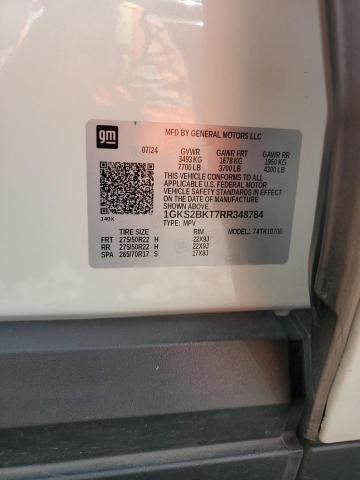 gm
MFD BY GENERAL MOTORS LLC
07/24 GVWR GAWR FRT GAWR RR
3493 KG 1678 KG 1950 KG
7700 LB 3700 LB 4300 LB
THIS VEHICLE CONFORMS TO ALL
APPLICABLE U.S. FEDERAL MOTOR
VEHICLE SAFETY STANDARDS IN EFFECT
ON THE DATE OF MANUFACTURE
SHOWN ABOVE.
1GKS2BKT7RR348784
140X TYPE: MPV MODEL: 74TK10706
TIRE SIZE RIM
FRT 275/50R22 H 22X9J
RR 275/50R22 H 22X9J
SPA 265/70R17 S 17X8J